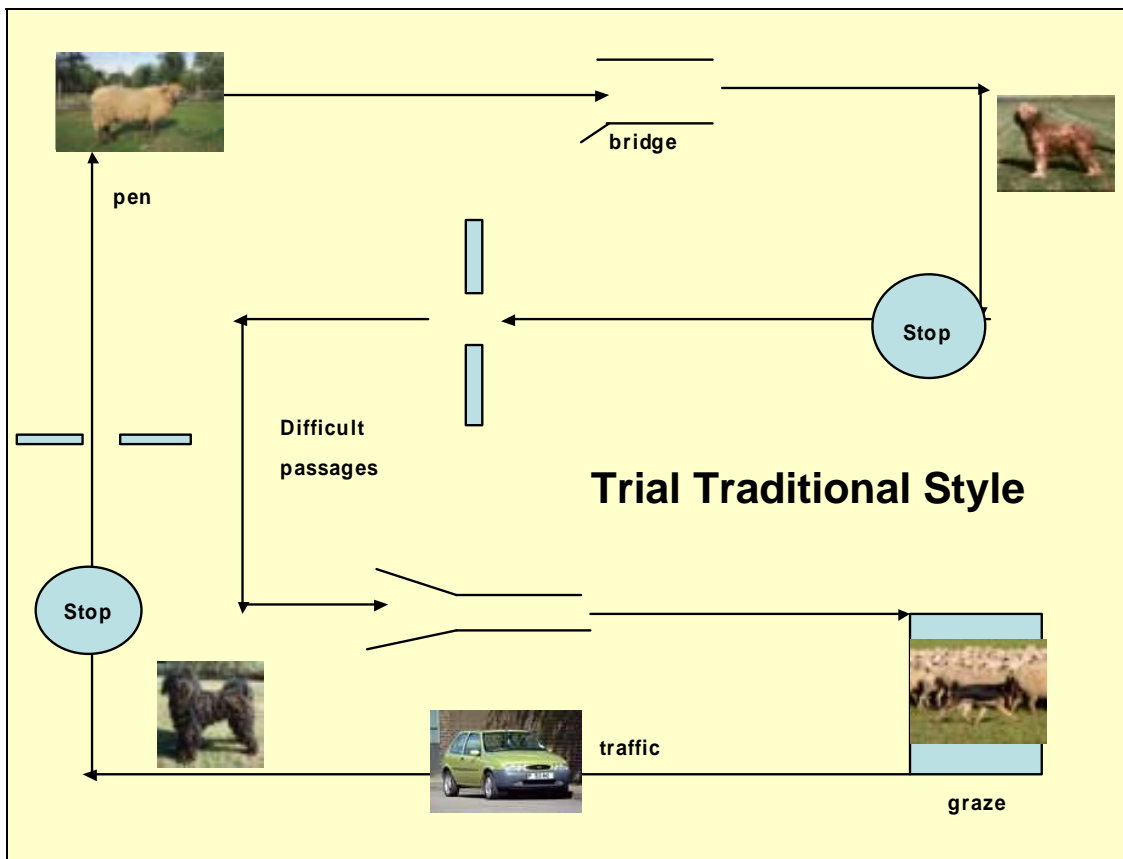 bridge
pen
Stop
Difficult
passages
Trial Traditional Style
Stop
traffic
graze